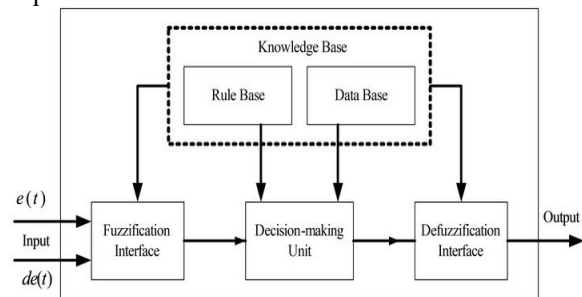 Knowledge Base
Rule Base
Data Base
e(t)
Input
de(t)
Fuzzification
Interface
Decision-making
Unit
Defuzzification
Interface
Output